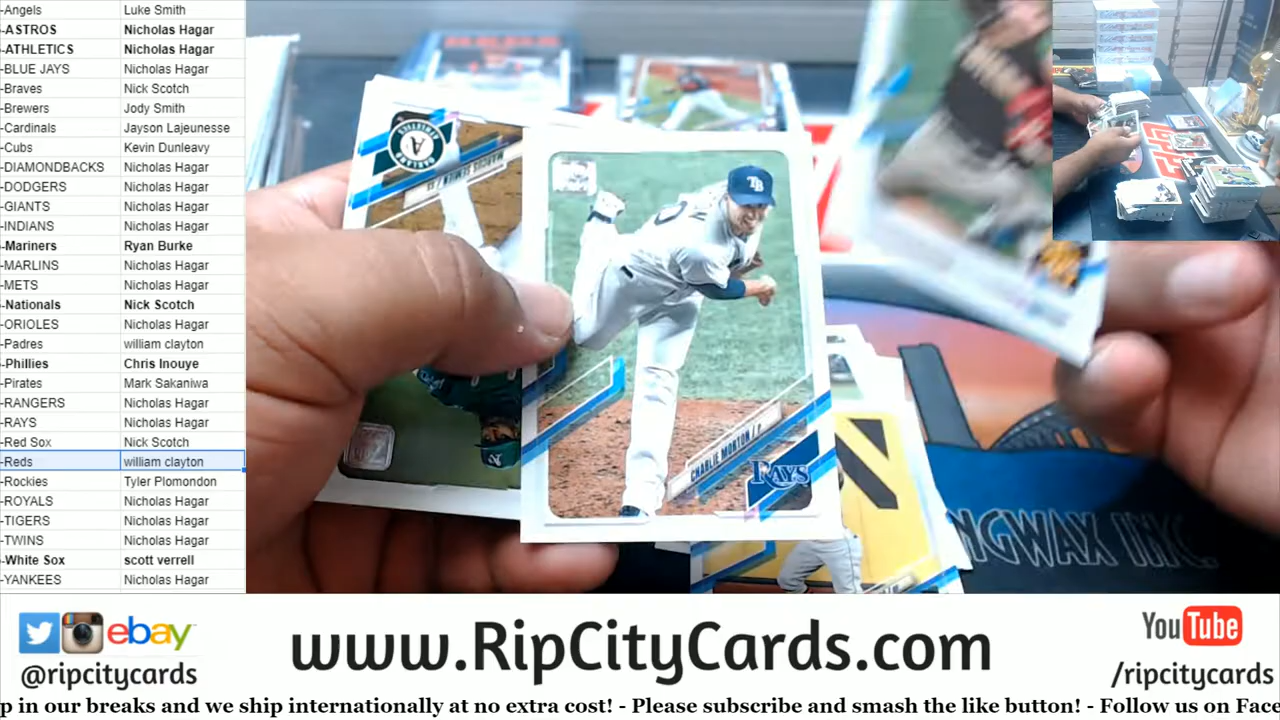 -Angels Luke Smith
-ASTROS Nicholas Hagar
-ATHLETICS Nicholas Hagar
-BLUE JAYS Nicholas Hagar
-Braves Nick Scotch
-Brewers Jody Smith
-Cardinals Jayson Lajeunesse
-Cubs Kevin Dunleavy
-DIAMONDBACKS Nicholas Hagar
-DODGERS Nicholas Hagar
-GIANTS Nicholas Hagar
-INDIANS Nicholas Hagar
-Mariners Ryan Burke
-MARLINS Nicholas Hagar
-METS Nicholas Hagar
-Nationals Nick Scotch
-ORIOLES Nicholas Hagar
-Padres william clayton
-Phillies Chris Inouye
-Pirates Mark Sakaniwa
-RANGERS Nicholas Hagar
-RAYS Nicholas Hagar
-Red Sox Nick Scotch
-Reds william clayton
-Rockies Tyler Plomondon
-ROYALS Nicholas Hagar
-TIGERS Nicholas Hagar
-TWINS Nicholas Hagar
-White Sox scott verrell
-YANKEES Nicholas Hagar
OAKLAND
ATHLETICS
A
TB
CHARLIE MORTON / P
RAYS
NGWAX INC.
ebay
@ripcitycards
www.RipCityCards.com
YouTube
/ripcitycards
p in our breaks and we ship internationally at no extra cost! - Please subscribe and smash the like button! - Follow us on Face